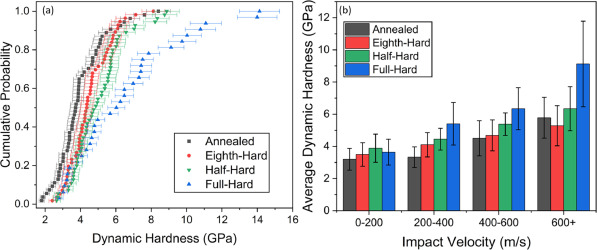 (a)
Cumulative Probability
1.0
0.8
0.6
0.4
0.2
0.0
2 4 6 8 10 12 14 16
Dynamic Hardness (GPa)
Annealed
Eighth-Hard
Half-Hard
Full-Hard
(b)
Average Dynamic Hardness (GPa)
14
12
10
8
6
4
2
0
0-200 200-400 400-600 600+
Impact Velocity (m/s)
Annealed
Eighth-Hard
Half-Hard
Full-Hard